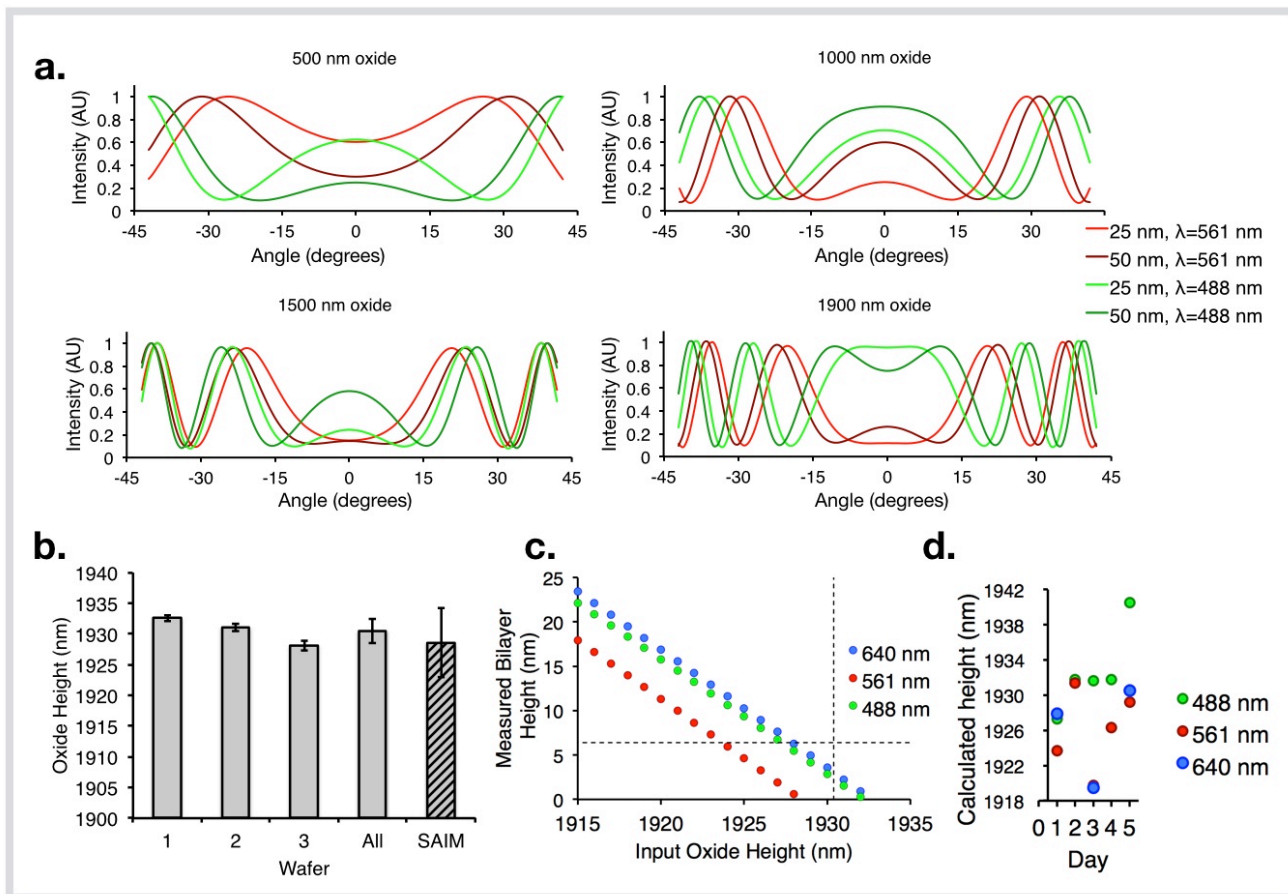 a.
500 nm oxide
Intensity (AU)
1
0.8
0.6
0.4
0.2
0
-45 -30 -15 0 15 30 45
Angle (degrees)
1000 nm oxide
Intensity (AU)
1
0.8
0.6
0.4
0.2
0
-45 -30 -15 0 15 30 45
Angle (degrees)
25 nm, λ=561 nm
50 nm, λ=561 nm
25 nm, λ=488 nm
50 nm, λ=488 nm
1500 nm oxide
Intensity (AU)
1
0.8
0.6
0.4
0.2
0
-45 -30 -15 0 15 30 45
Angle (degrees)
1900 nm oxide
Intensity (AU)
1
0.8
0.6
0.4
0.2
0
-45 -30 -15 0 15 30 45
Angle (degrees)
b.
Oxide Height (nm)
1940
1935
1930
1925
1920
1915
1910
1905
1900
1 2 3 All SAIM
Wafer
c.
Measured Bilayer
Height (nm)
25
20
15
10
5
0
1915 1920 1925 1930 1935
Input Oxide Height (nm)
640 nm
561 nm
488 nm
d.
Calculated height (nm)
1942
1938
1934
1930
1926
1922
1918
0 1 2 3 4 5
Day
488 nm
561 nm
640 nm